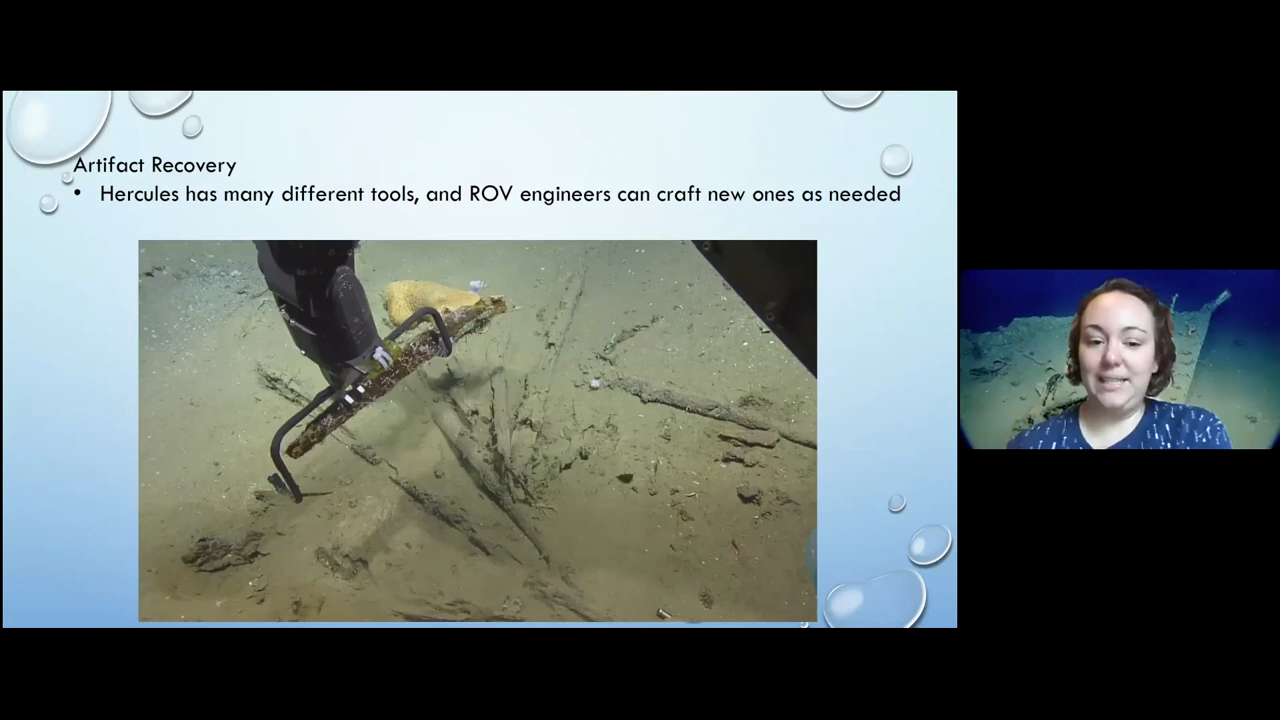 Artifact Recovery
• Hercules has many different tools, and ROV engineers can craft new ones as needed